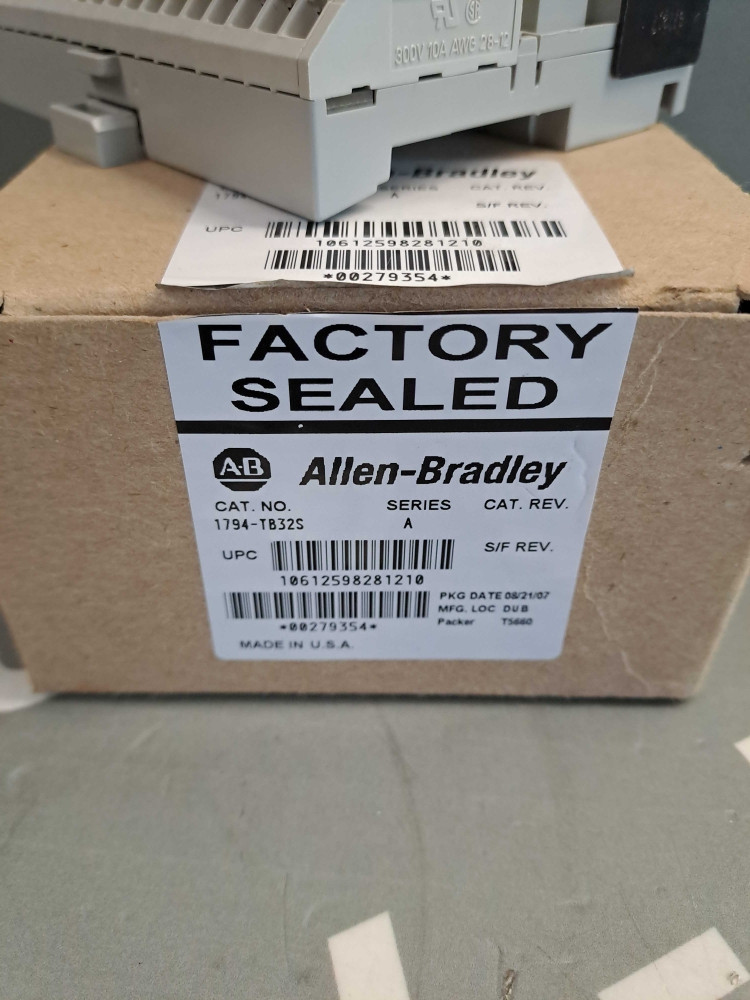 300V 10A AWG 28-12
-Bradley
SERIES CAT. REV.
A
S/F REV.
UPC
10612598281210
*00279354*
FACTORY
SEALED
A-B Allen-Bradley
CAT. NO. SERIES CAT. REV.
1794-TB32S A
UPC S/F REV.
10612598281210
PKG DATE 08/21/07
MFG. LOC DUB
*00279354* Packer T5660
MADE IN U.S.A.